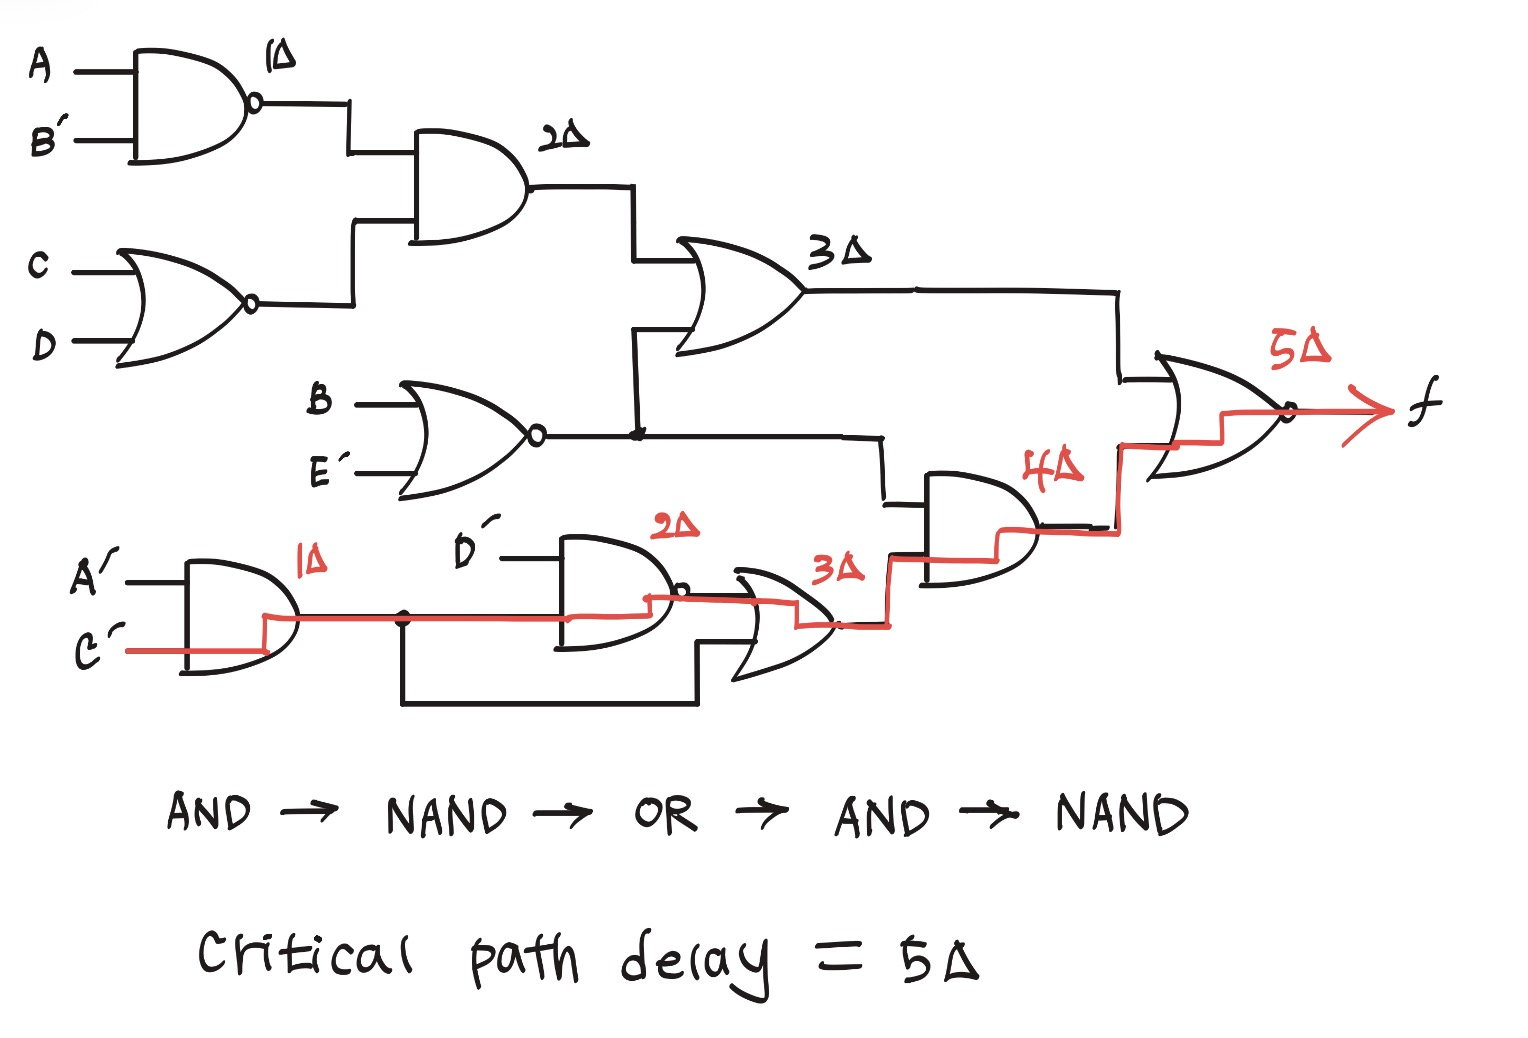 A
1Δ
B′
2Δ
C
3Δ
D
5Δ
B
f
E′
4Δ
D′
2Δ
A′
1Δ
3Δ
C′
AND → NAND → OR → AND → NAND
Critical path delay = 5Δ